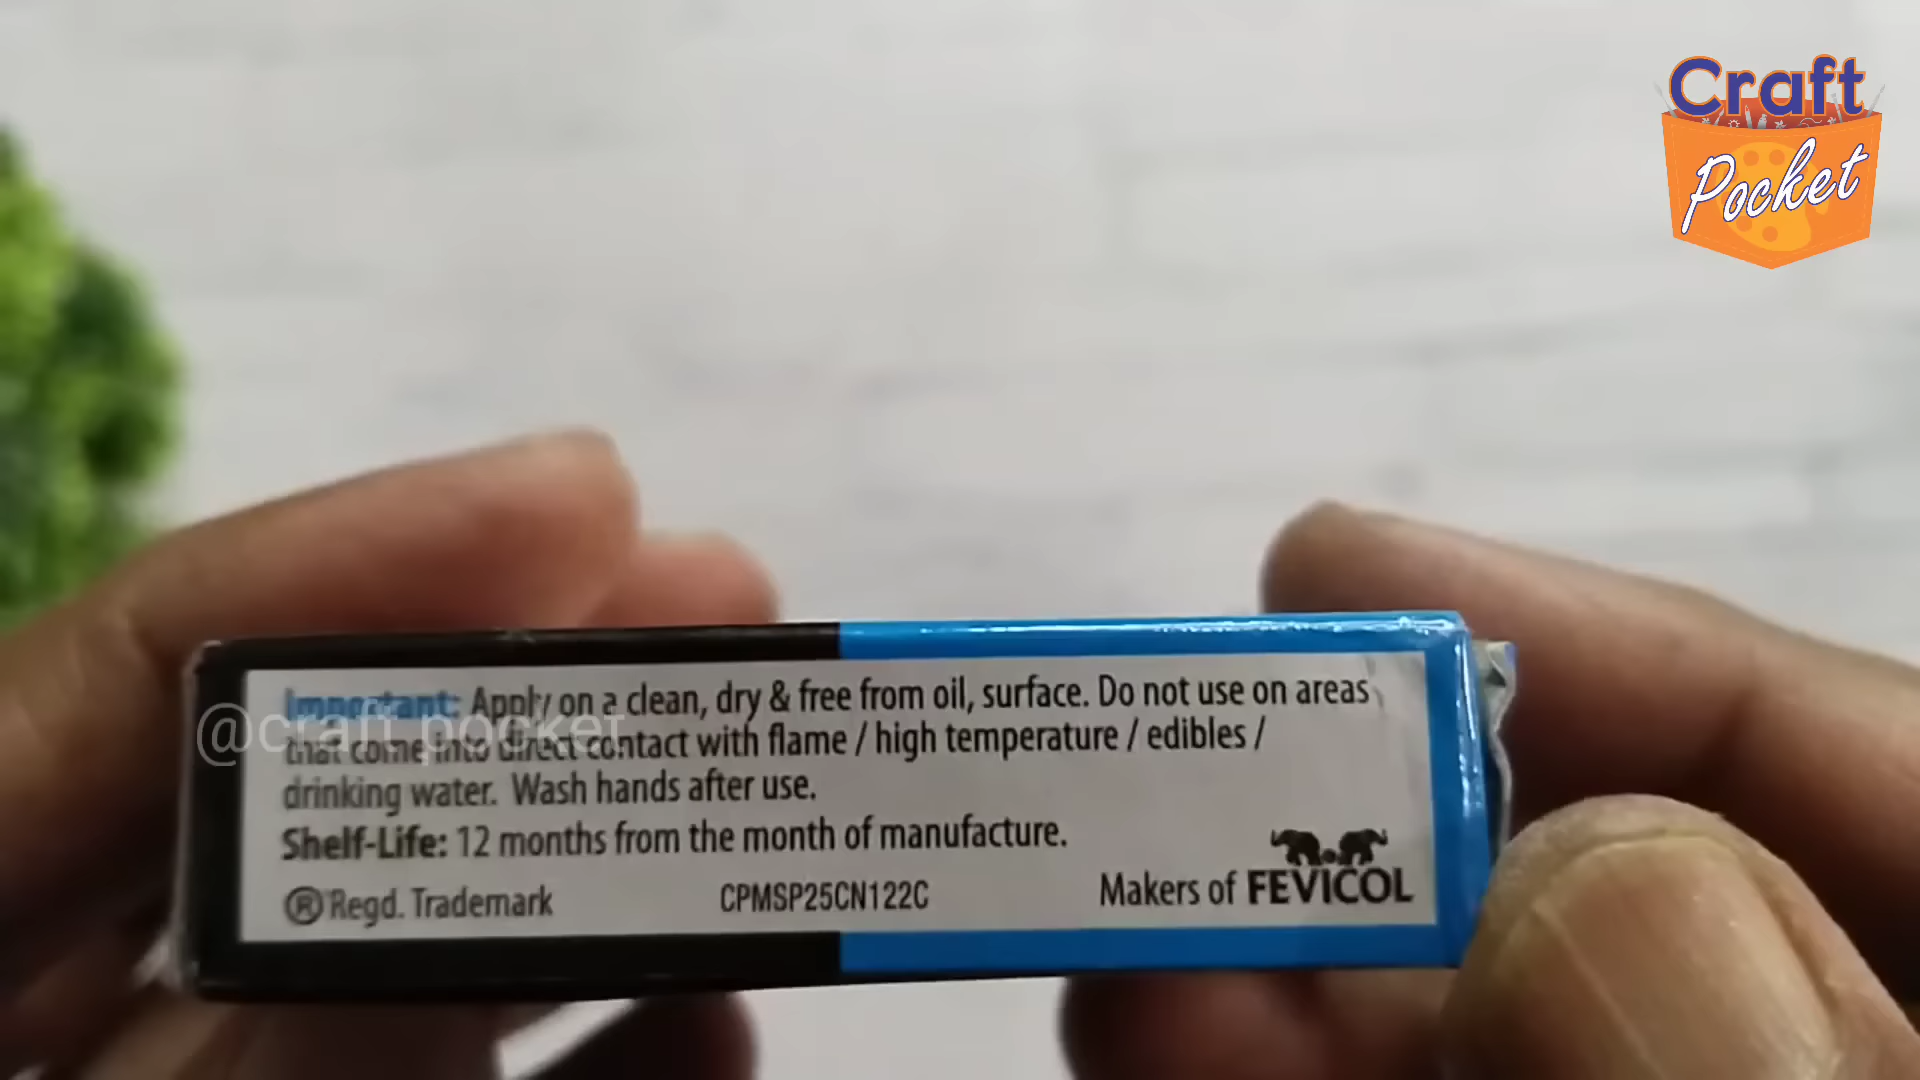 Craft
Pocket
Important: Apply on a clean, dry & free from oil, surface. Do not use on areas
@craft pocket
that come into direct contact with flame / high temperature / edibles /
drinking water. Wash hands after use.
Shelf-Life: 12 months from the month of manufacture.
® Regd. Trademark CPMSP25CN122C Makers of FEVICOL